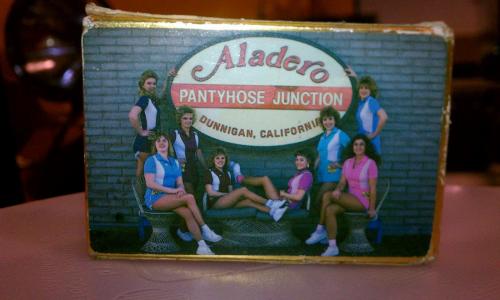 Aladero
PANTYHOSE JUNCTION
DUNNIGAN, CALIFORNIA